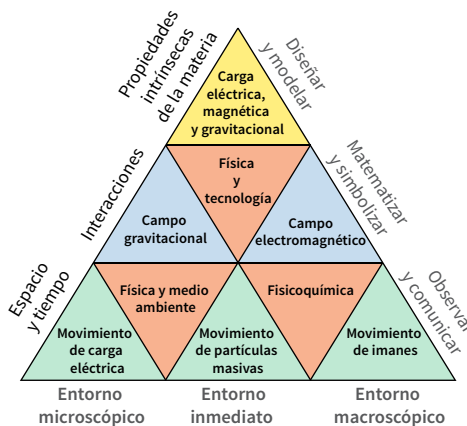 Propiedades
intrínsecas
de la materia
Diseñar
y modelar
Carga
eléctrica,
magnética
y gravitacional
Interacciones
Matematizar
y simbolizar
Física
y
tecnología
Campo
gravitacional
Campo
electromagnético
Espacio
y tiempo
Observar
y comunicar
Física y medio
ambiente
Fisicoquímica
Movimiento
de carga
eléctrica
Movimiento
de partículas
masivas
Movimiento
de imanes
Entorno
microscópico
Entorno
inmediato
Entorno
macroscópico